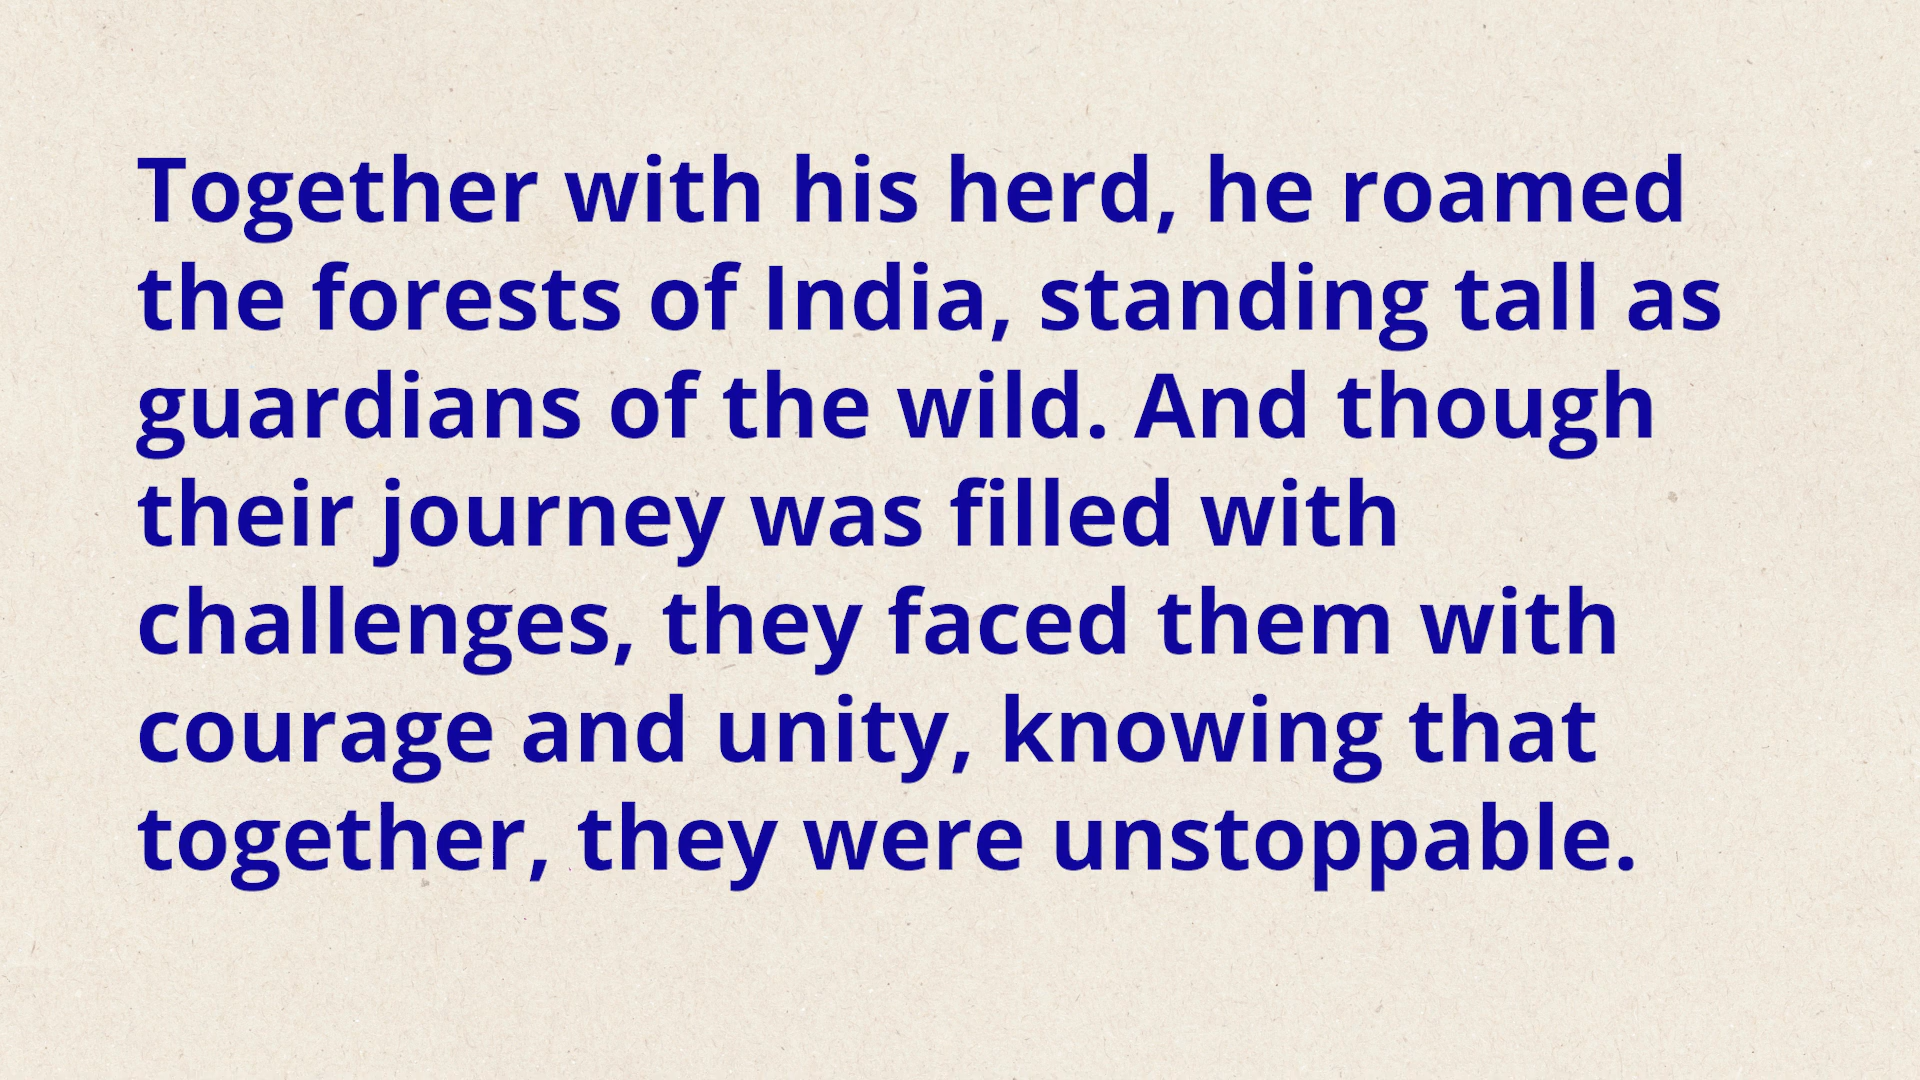 Together with his herd, he roamed
the forests of India, standing tall as
guardians of the wild. And though
their journey was filled with
challenges, they faced them with
courage and unity, knowing that
together, they were unstoppable.